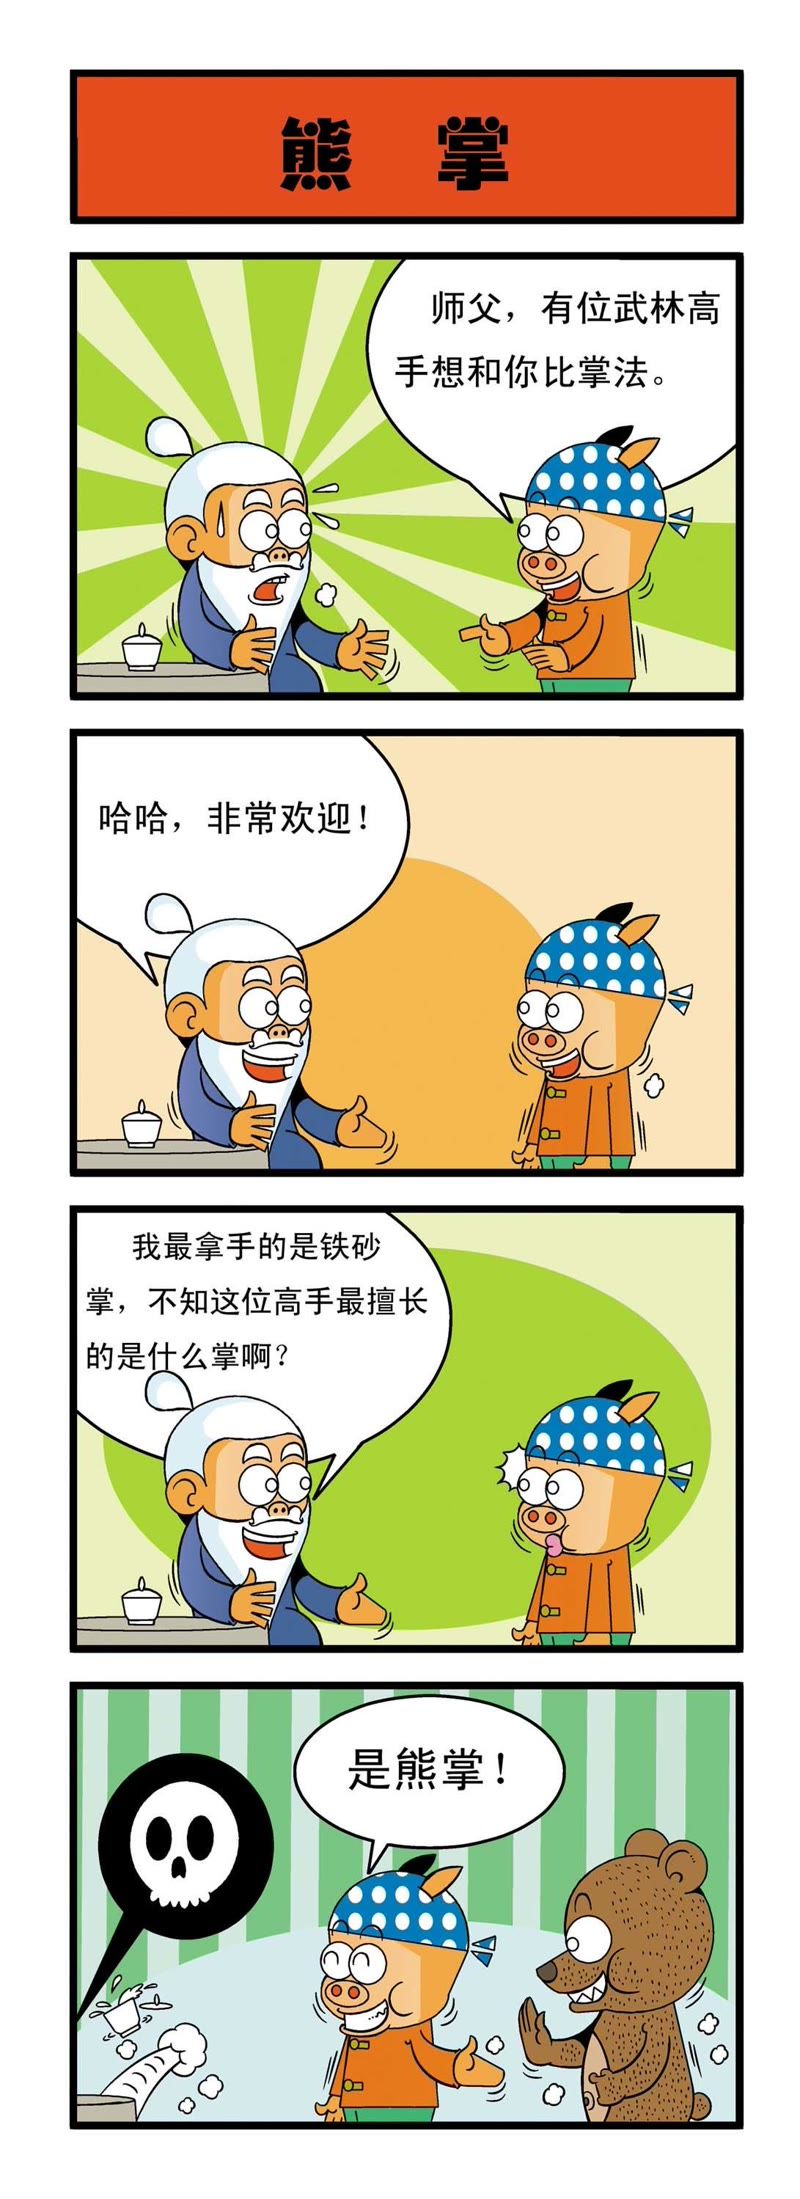 熊掌
师父，有位武林高
手想和你比掌法。
哈哈，非常欢迎！
我最拿手的是铁砂
掌，不知这位高手最擅长
的是什么掌啊？
是熊掌！